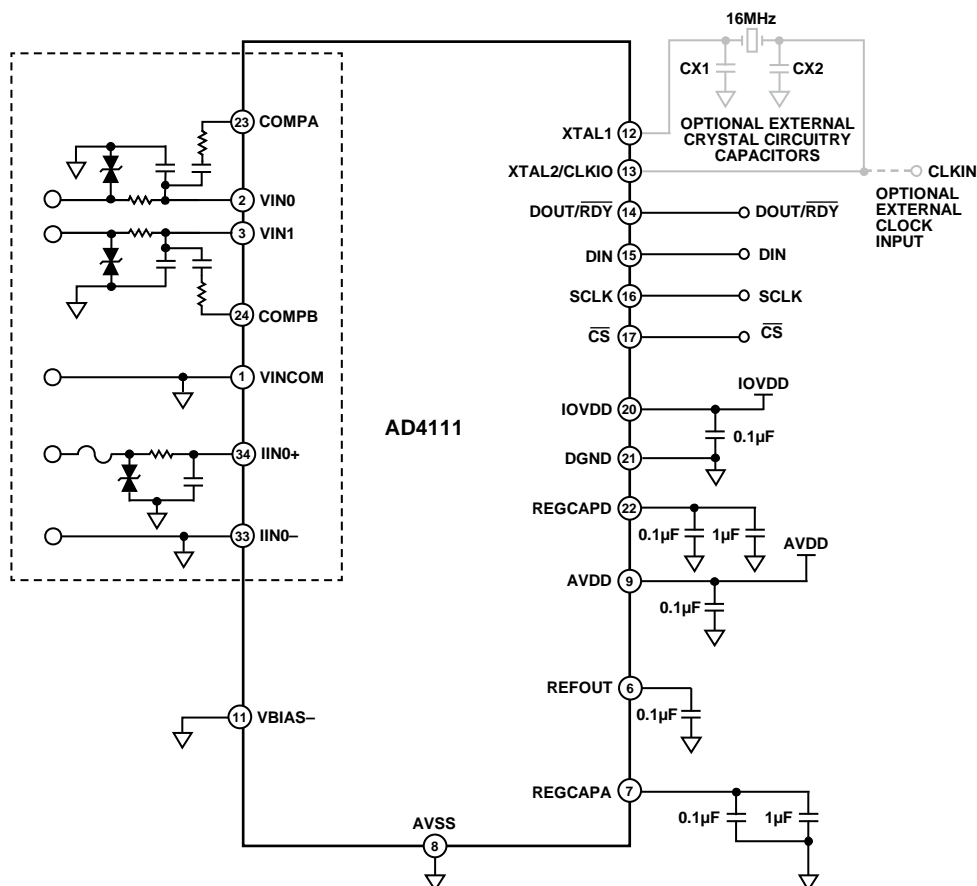 16MHz
CX1
CX2
OPTIONAL EXTERNAL
CRYSTAL CIRCUITRY
CAPACITORS
CLKIN
OPTIONAL
EXTERNAL
CLOCK
INPUT
23 COMPA
2 VIN0
3 VIN1
24 COMPB
1 VINCOM
34 IIN0+
33 IIN0–
11 VBIAS–
AD4111
AVSS
8
XTAL1 12
XTAL2/CLKIO 13
DOUT/RDY 14 DOUT/RDY
DIN 15 DIN
SCLK 16 SCLK
CS 17 CS
IOVDD
IOVDD 20
0.1µF
DGND 21
REGCAPD 22
0.1µF 1µF
AVDD
AVDD 9
0.1µF
REFOUT 6
0.1µF
REGCAPA 7
0.1µF 1µF